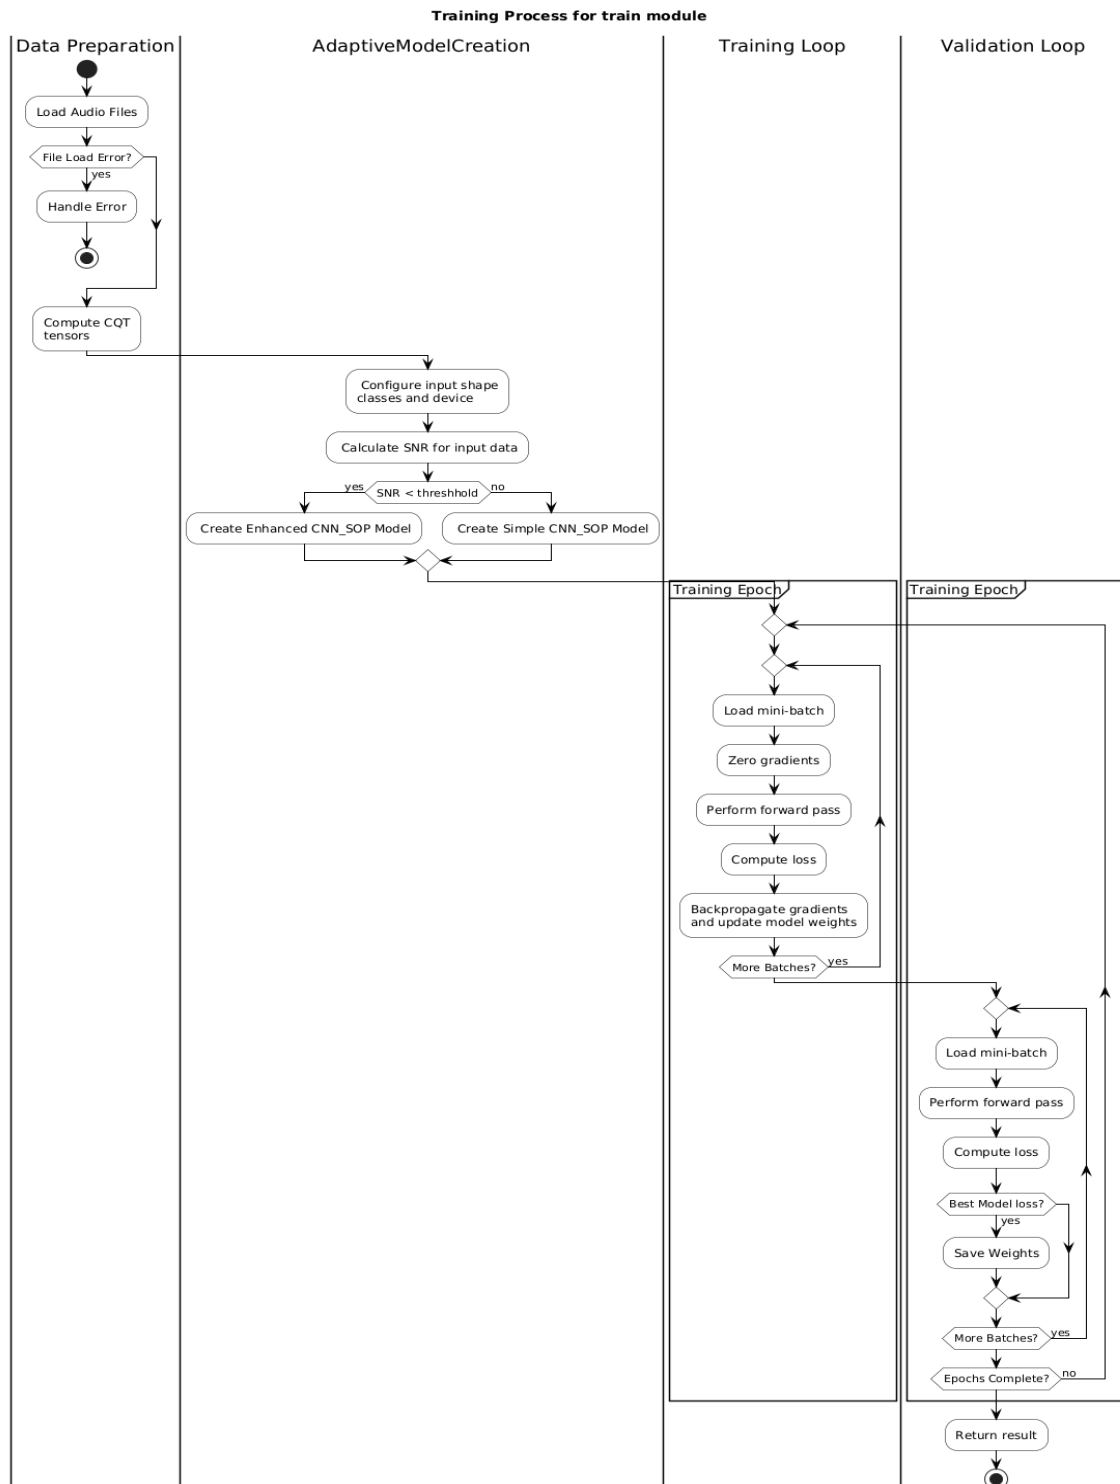 Training Process for train module
Data Preparation
AdaptiveModelCreation
Training Loop
Validation Loop
Load Audio Files
File Load Error?
yes
Handle Error
Compute CQT
tensors
Configure input shape
classes and device
Calculate SNR for input data
yes
SNR < threshhold
no
Create Enhanced CNN_SOP Model
Create Simple CNN_SOP Model
Training Epoch
Training Epoch
Load mini-batch
Zero gradients
Perform forward pass
Compute loss
Backpropagate gradients
and update model weights
More Batches?
yes
Load mini-batch
Perform forward pass
Compute loss
Best Model loss?
yes
Save Weights
More Batches?
yes
Epochs Complete?
no
Return result